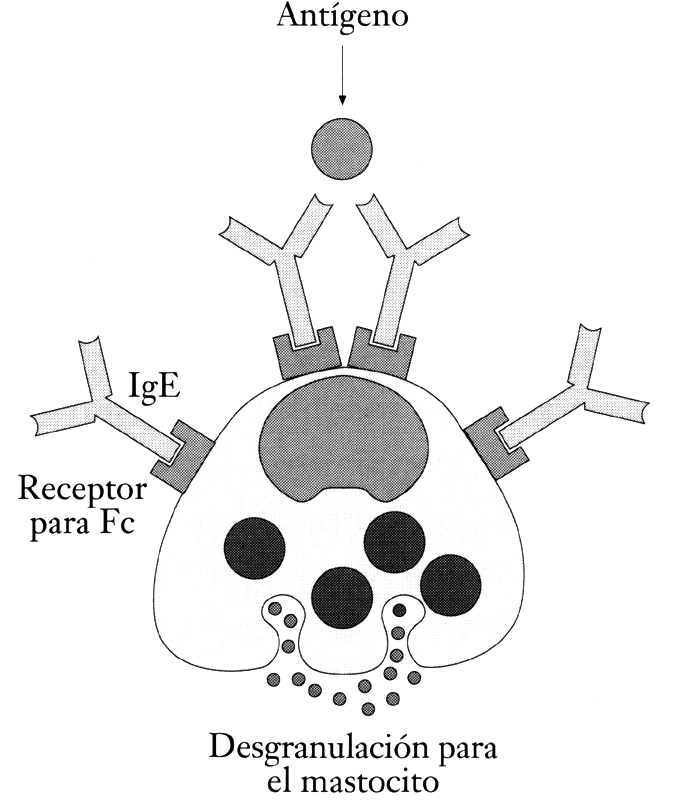 Antígeno
IgE
Receptor
para Fc
Desgranulación para
el mastocito